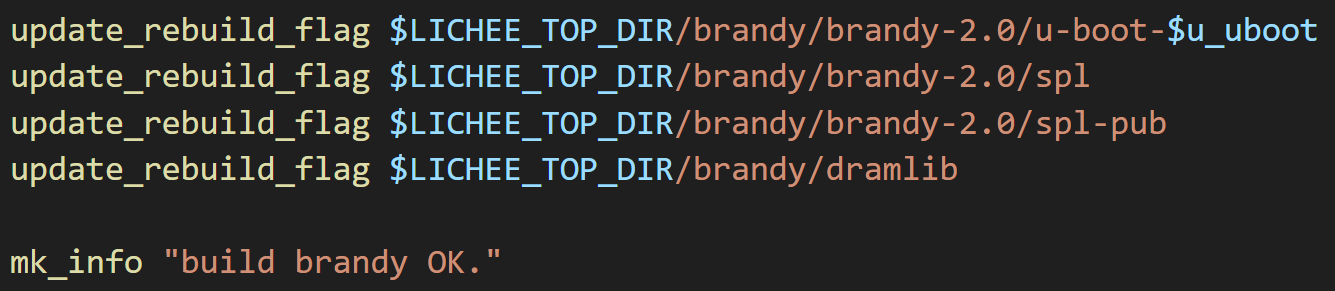 update_rebuild_flag $LICHEE_TOP_DIR/brandy/brandy-2.0/u-boot-$u_uboot
update_rebuild_flag $LICHEE_TOP_DIR/brandy/brandy-2.0/spl
update_rebuild_flag $LICHEE_TOP_DIR/brandy/brandy-2.0/spl-pub
update_rebuild_flag $LICHEE_TOP_DIR/brandy/dramlib
mk_info "build brandy OK."